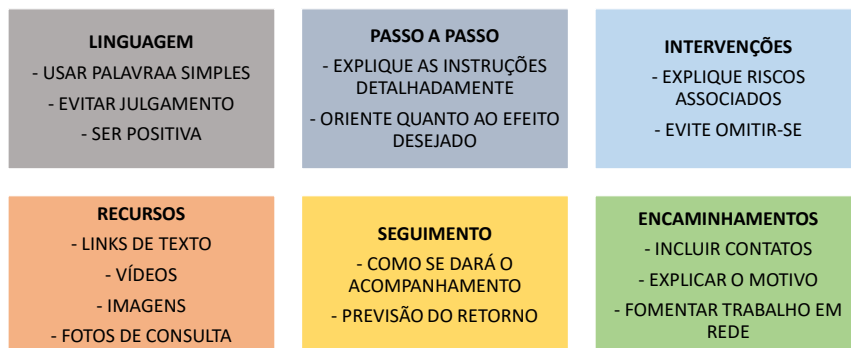 LINGUAGEM
- USAR PALAVRAA SIMPLES
- EVITAR JULGAMENTO
- SER POSITIVA
PASSO A PASSO
- EXPLIQUE AS INSTRUÇÕES
DETALHADAMENTE
- ORIENTE QUANTO AO EFEITO
DESEJADO
INTERVENÇÕES
- EXPLIQUE RISCOS
ASSOCIADOS
- EVITE OMITIR-SE
RECURSOS
- LINKS DE TEXTO
- VÍDEOS
- IMAGENS
- FOTOS DE CONSULTA
SEGUIMENTO
- COMO SE DARÁ O
ACOMPANHAMENTO
- PREVISÃO DO RETORNO
ENCAMINHAMENTOS
- INCLUIR CONTATOS
- EXPLICAR O MOTIVO
- FOMENTAR TRABALHO EM
REDE